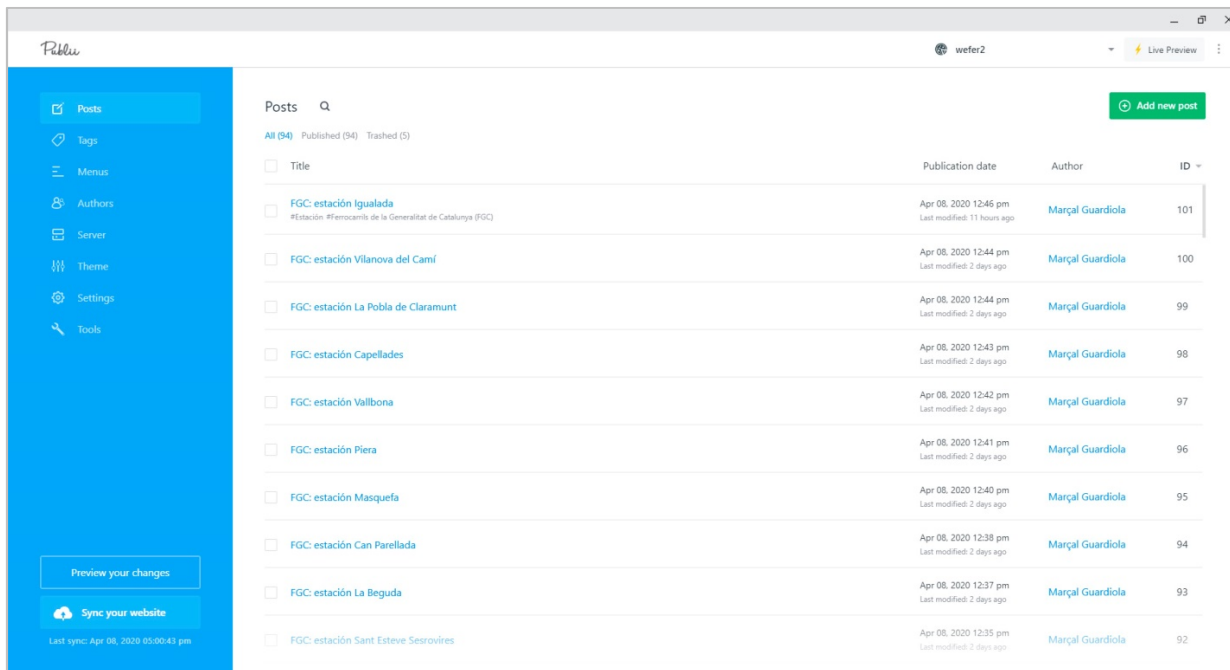 Publii
wefer2
Live Preview
Posts
Tags
Menus
Authors
Server
Theme
Settings
Tools
Preview your changes
Sync your website
Last sync: Apr 08, 2020 05:00:43 pm
Posts
Add new post
All (94) Published (94) Trashed (5)
Title Publication date Author ID
FGC: estación Igualada Apr 08, 2020 12:46 pm Marçal Guardiola 101
#Estación #Ferrocarrils de la Generalitat de Catalunya (FGC) Last modified: 11 hours ago
FGC: estación Vilanova del Camí Apr 08, 2020 12:44 pm Marçal Guardiola 100
Last modified: 2 days ago
FGC: estación La Pobla de Claramunt Apr 08, 2020 12:44 pm Marçal Guardiola 99
Last modified: 2 days ago
FGC: estación Capellades Apr 08, 2020 12:43 pm Marçal Guardiola 98
Last modified: 2 days ago
FGC: estación Vallbona Apr 08, 2020 12:42 pm Marçal Guardiola 97
Last modified: 2 days ago
FGC: estación Piera Apr 08, 2020 12:41 pm Marçal Guardiola 96
Last modified: 2 days ago
FGC: estación Masquefa Apr 08, 2020 12:40 pm Marçal Guardiola 95
Last modified: 2 days ago
FGC: estación Can Parellada Apr 08, 2020 12:38 pm Marçal Guardiola 94
Last modified: 2 days ago
FGC: estación La Beguda Apr 08, 2020 12:37 pm Marçal Guardiola 93
Last modified: 2 days ago
FGC: estación Sant Esteve Sesrovires Apr 08, 2020 12:35 pm Marçal Guardiola 92
Last modified: 2 days ago